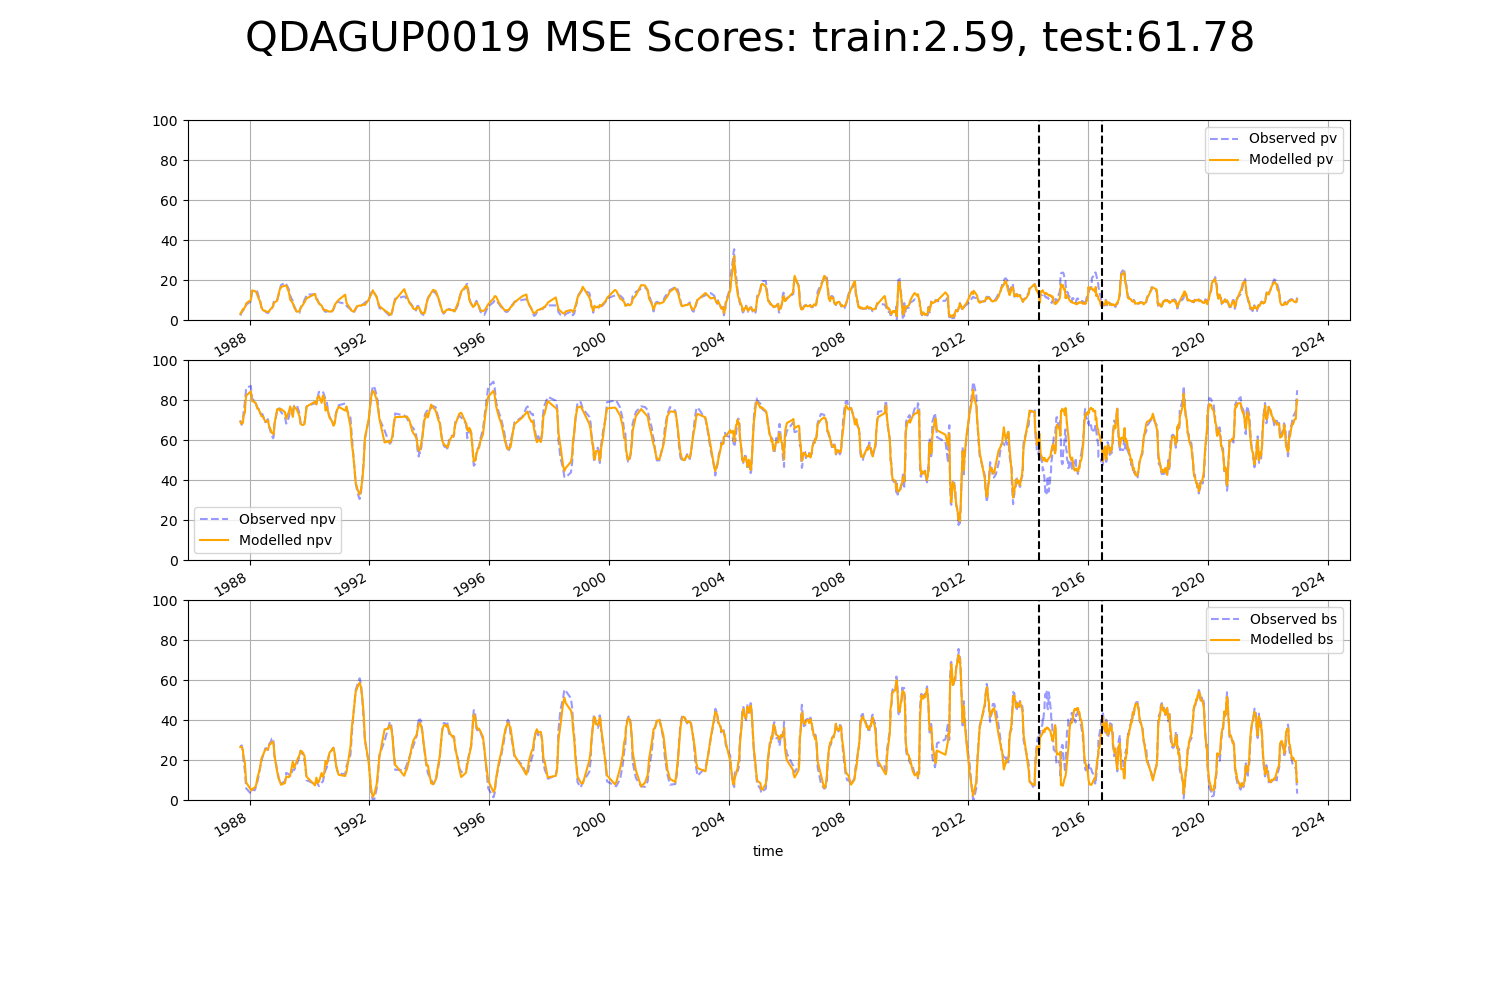 QDAGUP0019 MSE Scores: train:2.59, test:61.78
100
80
60
40
20
0
Observed pv
Modelled pv
1988 1992 1996 2000 2004 2008 2012 2016 2020 2024
100
80
60
40
20
0
Observed npv
Modelled npv
1988 1992 1996 2000 2004 2008 2012 2016 2020 2024
100
80
60
40
20
0
Observed bs
Modelled bs
1988 1992 1996 2000 2004 2008 2012 2016 2020 2024
time